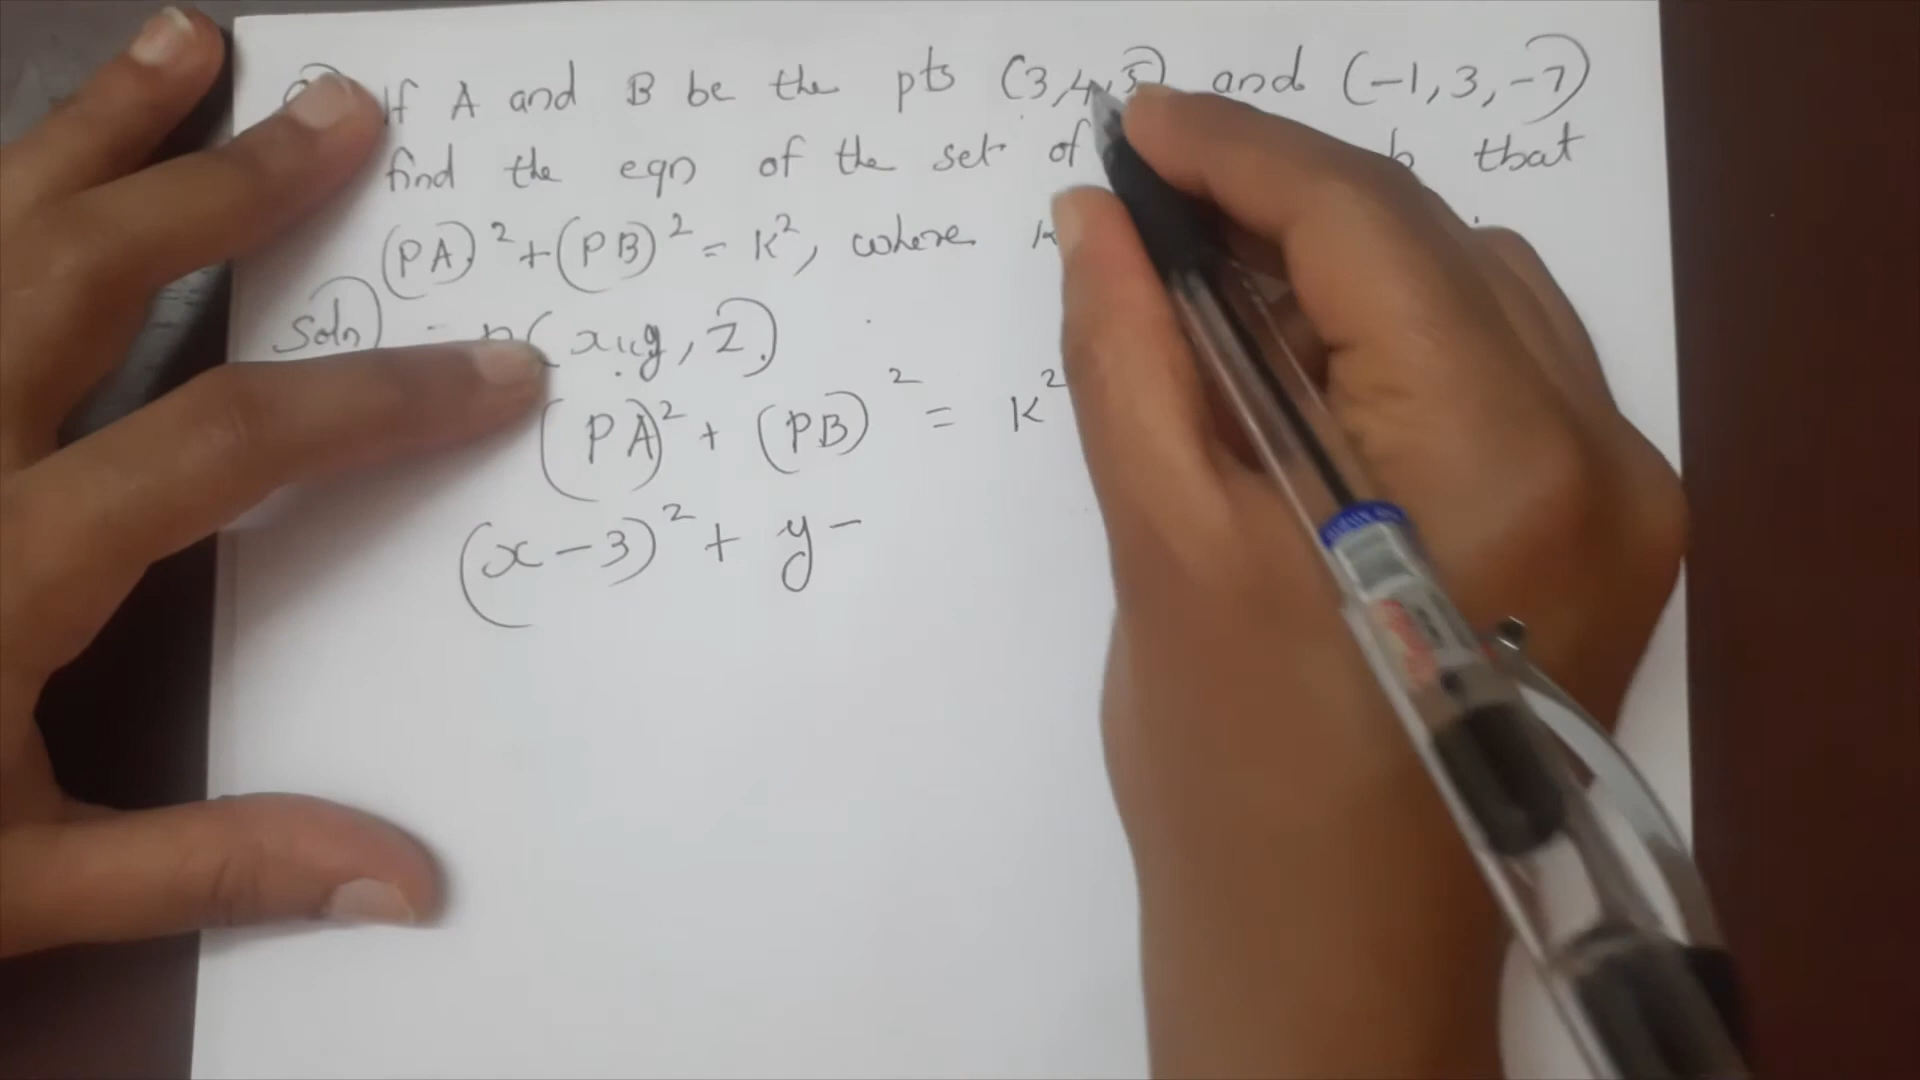 If A and B be the pts (3,4,5) and (-1,3,-7)
find the eqn of the set of that
(PA)²+(PB)² = K², where K
Soln (x,y,z)
(PA)² + (PB)² = K²
(x-3)² + y-